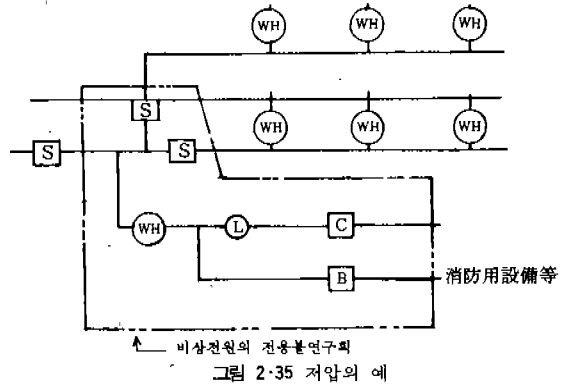 WH WH WH
S
S S WH WH WH
WH L C
B 消防用設備等
비상전원의 전용불연구획
그림 2·35 저압의 예